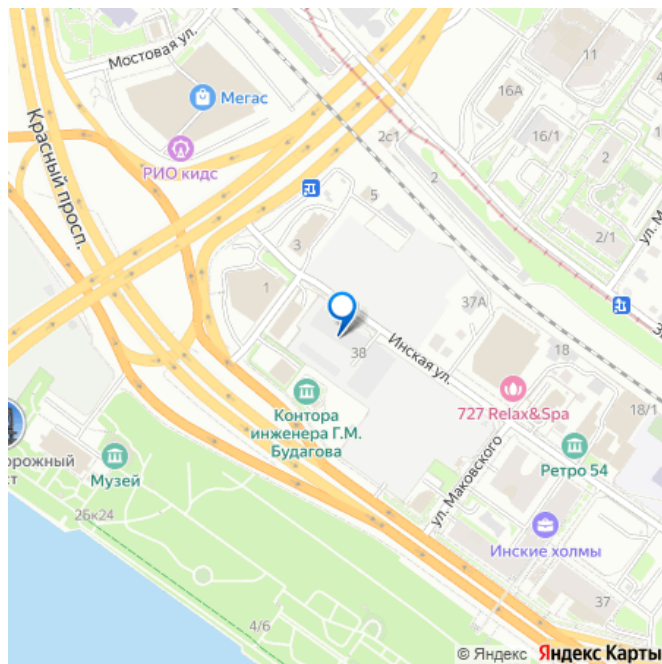 Мостовая ул.
11
16А
Мегас
Красный просп.
РИО кидс
2с1
16/1
2
2
5
2/1
3
1
37А
Инская ул.
38
18
727 Relax&Spa
18/1
Контора
инженера Г.М.
Будагова
ул. Маковского
Ретро 54
Музей
26к24
Инские холмы
37
4/6
© Яндекс Яндекс Карты